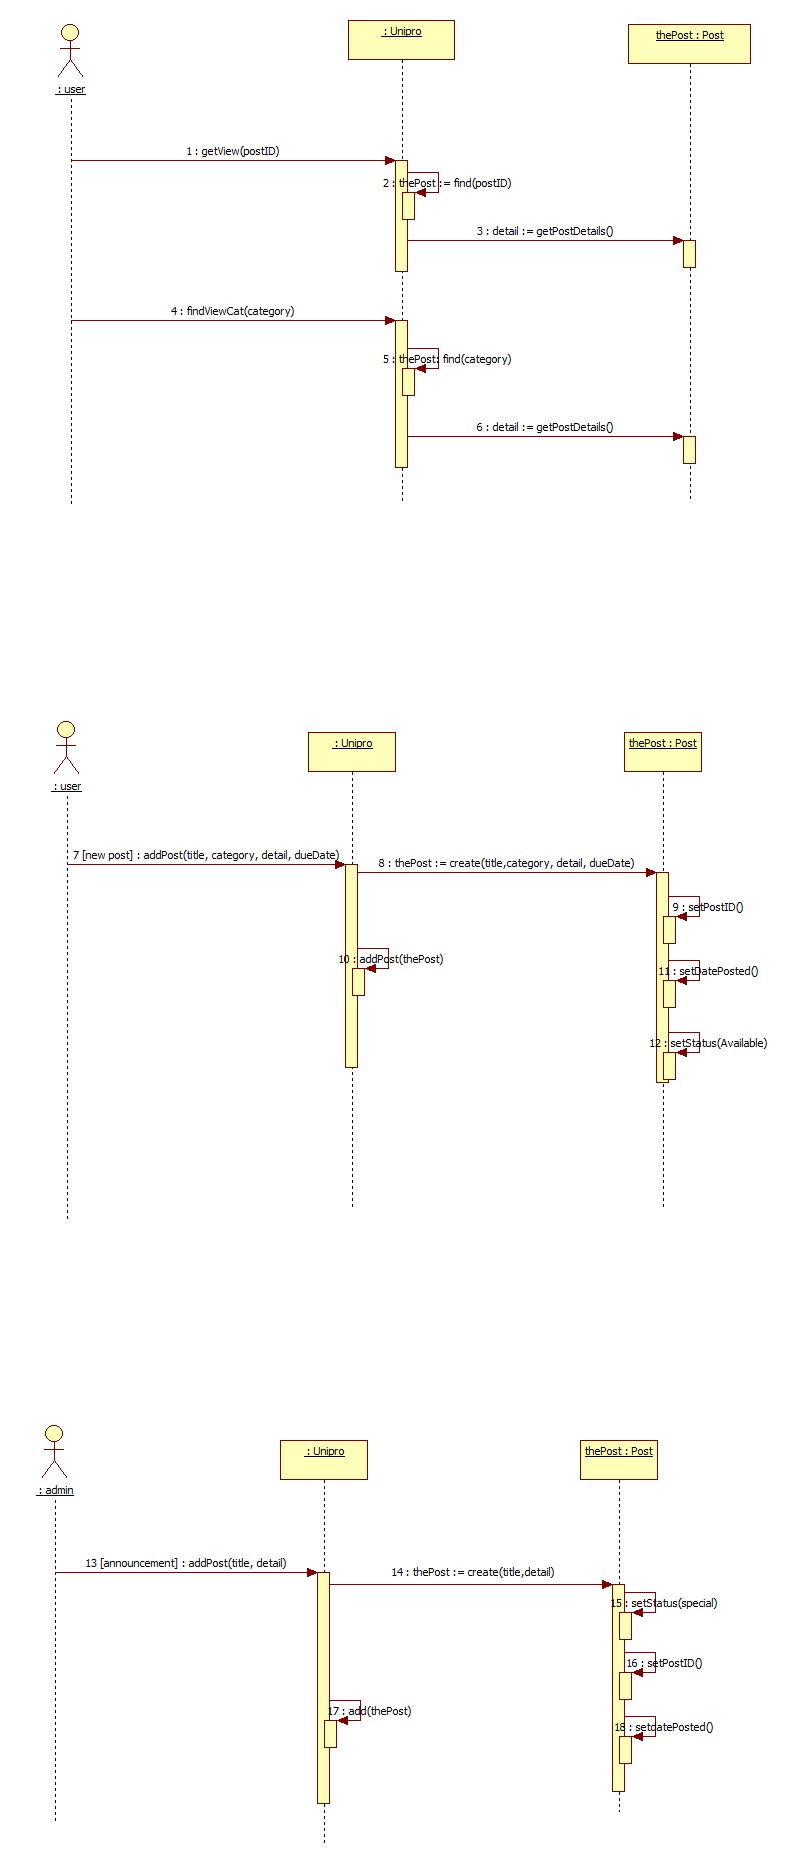 : Unipro
thePost : Post
: user
1 : getView(postID)
2 : thePost := find(postID)
3 : detail := getPostDetails()
4 : findViewCat(category)
5 : thePost: find(category)
6 : detail := getPostDetails()
: Unipro
thePost : Post
: user
7 [new post] : addPost(title, category, detail, dueDate)
8 : thePost := create(title,category, detail, dueDate)
9 : setPostID()
10 : addPost(thePost)
11 : setDatePosted()
12 : setStatus(Available)
: Unipro
thePost : Post
: admin
13 [announcement] : addPost(title, detail)
14 : thePost := create(title,detail)
15 : setStatus(special)
16 : setPostID()
17 : add(thePost)
18 : setdatePosted()